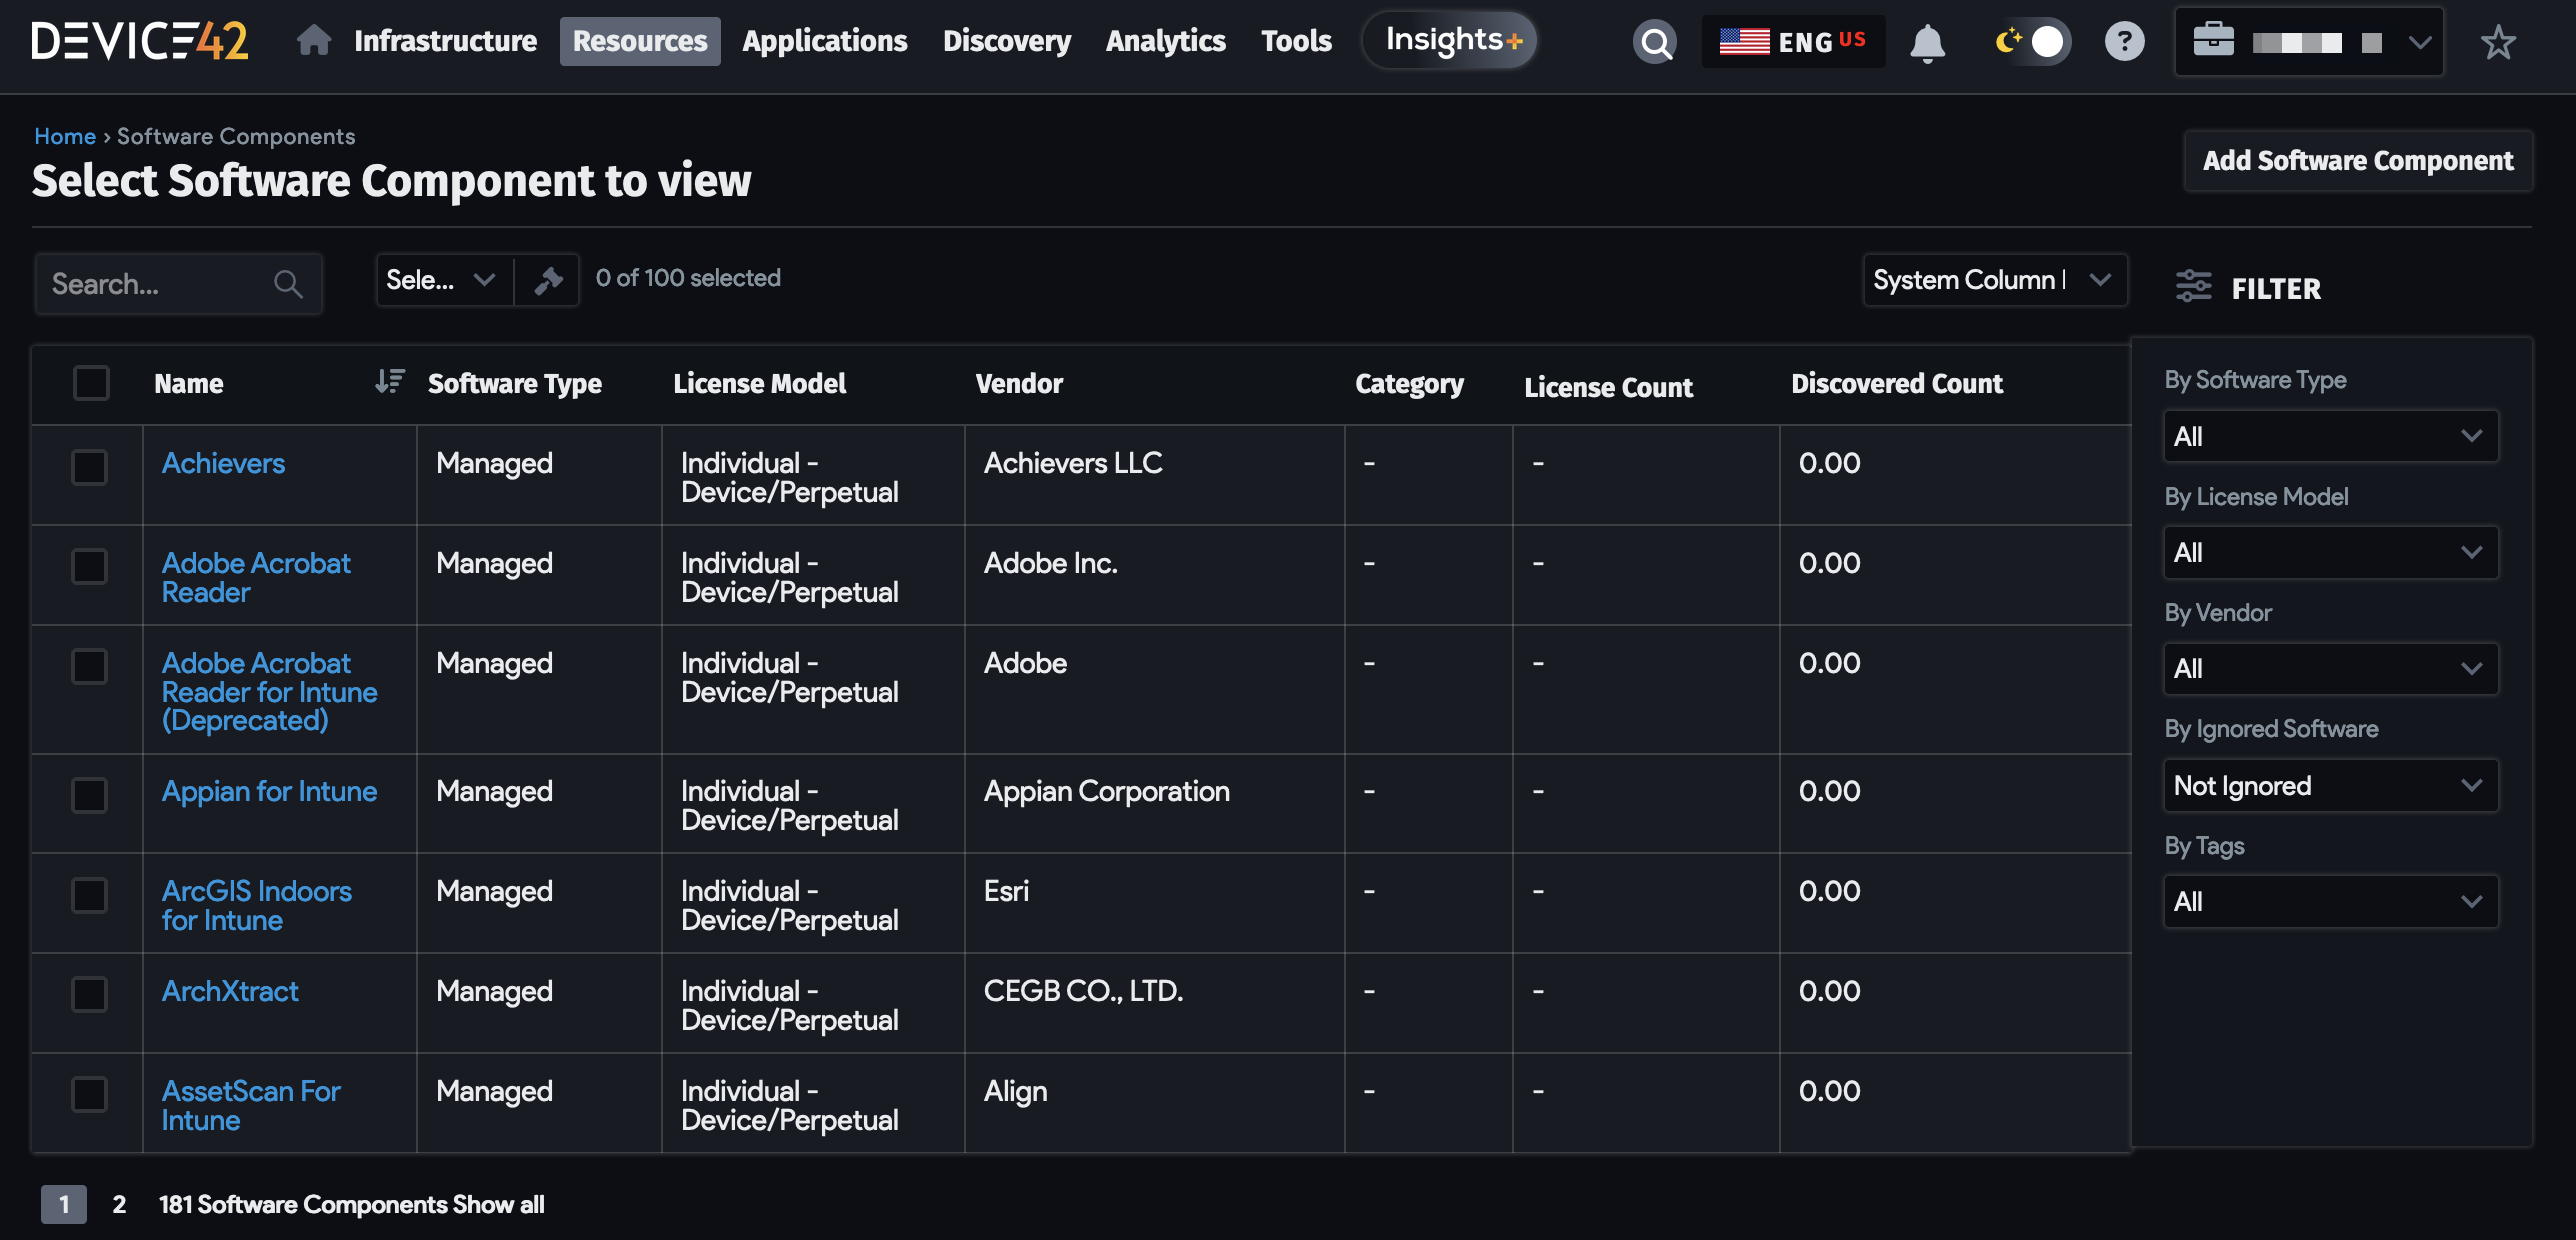 DEVICE42 Infrastructure Resources Applications Discovery Analytics Tools Insights+ ENG US ?
Home › Software Components
Select Software Component to view
Add Software Component
Search... Sele... 0 of 100 selected System Column FILTER
Name Software Type License Model Vendor Category License Count Discovered Count
Achievers Managed Individual - Achievers LLC - - 0.00
Device/Perpetual
Adobe Acrobat Managed Individual - Adobe Inc. - - 0.00
Reader Device/Perpetual
Adobe Acrobat Managed Individual - Adobe - - 0.00
Reader for Intune Device/Perpetual
(Deprecated)
Appian for Intune Managed Individual - Appian Corporation - - 0.00
Device/Perpetual
ArcGIS Indoors Managed Individual - Esri - - 0.00
for Intune Device/Perpetual
ArchXtract Managed Individual - CEGB CO., LTD. - - 0.00
Device/Perpetual
AssetScan For Managed Individual - Align - - 0.00
Intune Device/Perpetual
By Software Type
All
By License Model
All
By Vendor
All
By Ignored Software
Not Ignored
By Tags
All
1 2 181 Software Components Show all